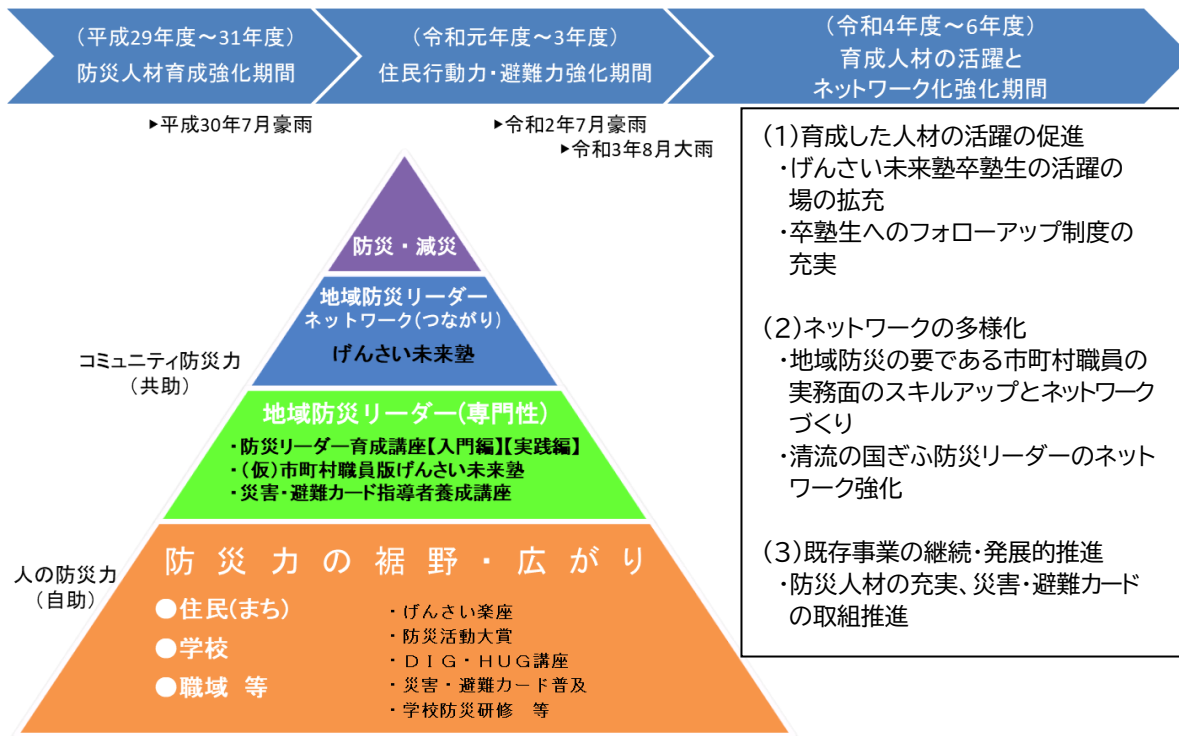 （平成29年度～31年度）
防災人材育成強化期間
（令和元年度～3年度）
住民行動力・避難力強化期間
（令和4年度～6年度）
育成人材の活躍と
ネットワーク化強化期間
▶平成30年7月豪雨
▶令和2年7月豪雨
▶令和3年8月大雨
防災・減災
地域防災リーダー
ネットワーク(つながり)
げんさい未来塾
コミュニティ防災力
（共助）
地域防災リーダー(専門性)
・防災リーダー育成講座【入門編】【実践編】
・(仮)市町村職員版げんさい未来塾
・災害・避難カード指導者養成講座
人の防災力
（自助）
防災力の裾野・広がり
●住民(まち)
●学校
●職域　等
・げんさい楽座
・防災活動大賞
・ＤＩＧ・ＨＵＧ講座
・災害・避難カード普及
・学校防災研修　等
(1)育成した人材の活躍の促進
・げんさい未来塾卒塾生の活躍の
場の拡充
・卒塾生へのフォローアップ制度の
充実
(2)ネットワークの多様化
・地域防災の要である市町村職員の
実務面のスキルアップとネットワーク
づくり
・清流の国ぎふ防災リーダーのネット
ワーク強化
(3)既存事業の継続・発展的推進
・防災人材の充実、災害・避難カード
の取組推進